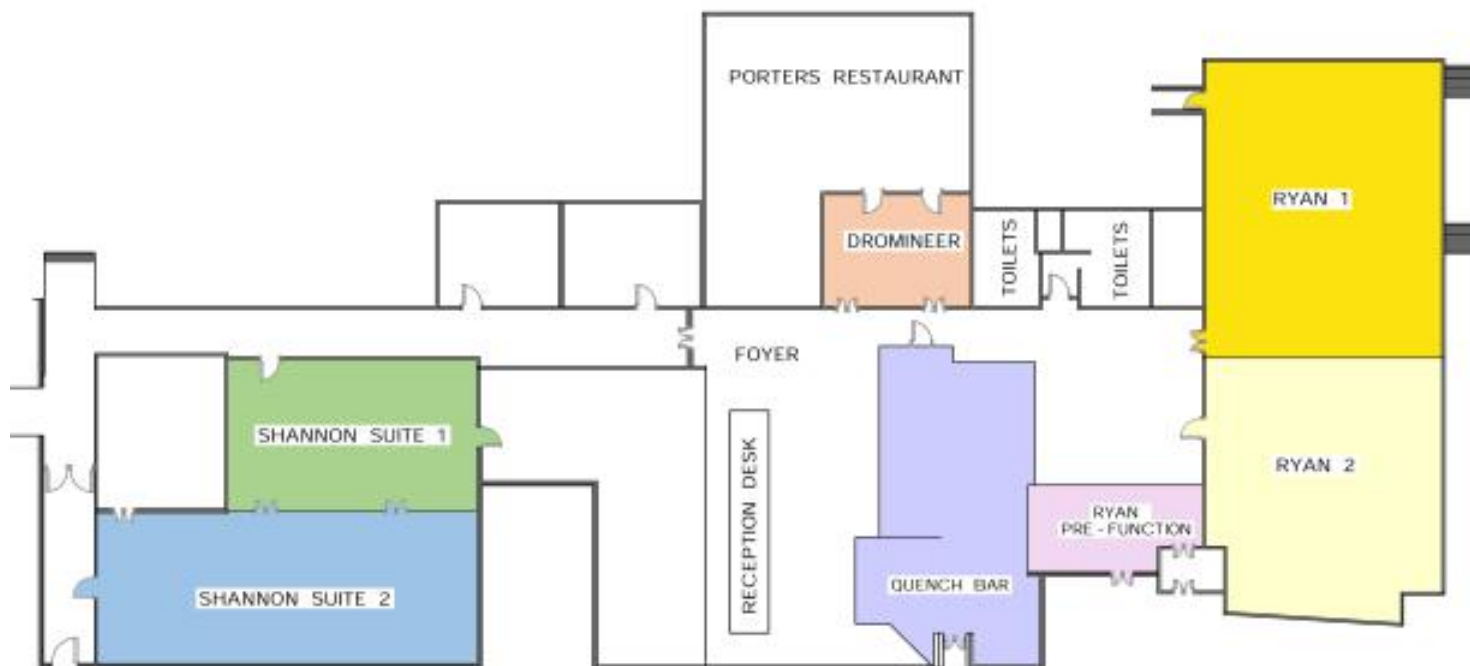 PORTERS RESTAURANT
RYAN 1
DROMINEER
TOILETS
TOILETS
FOYER
SHANNON SUITE 1
RECEPTION DESK
RYAN 2
RYAN
PRE - FUNCTION
QUENCH BAR
SHANNON SUITE 2